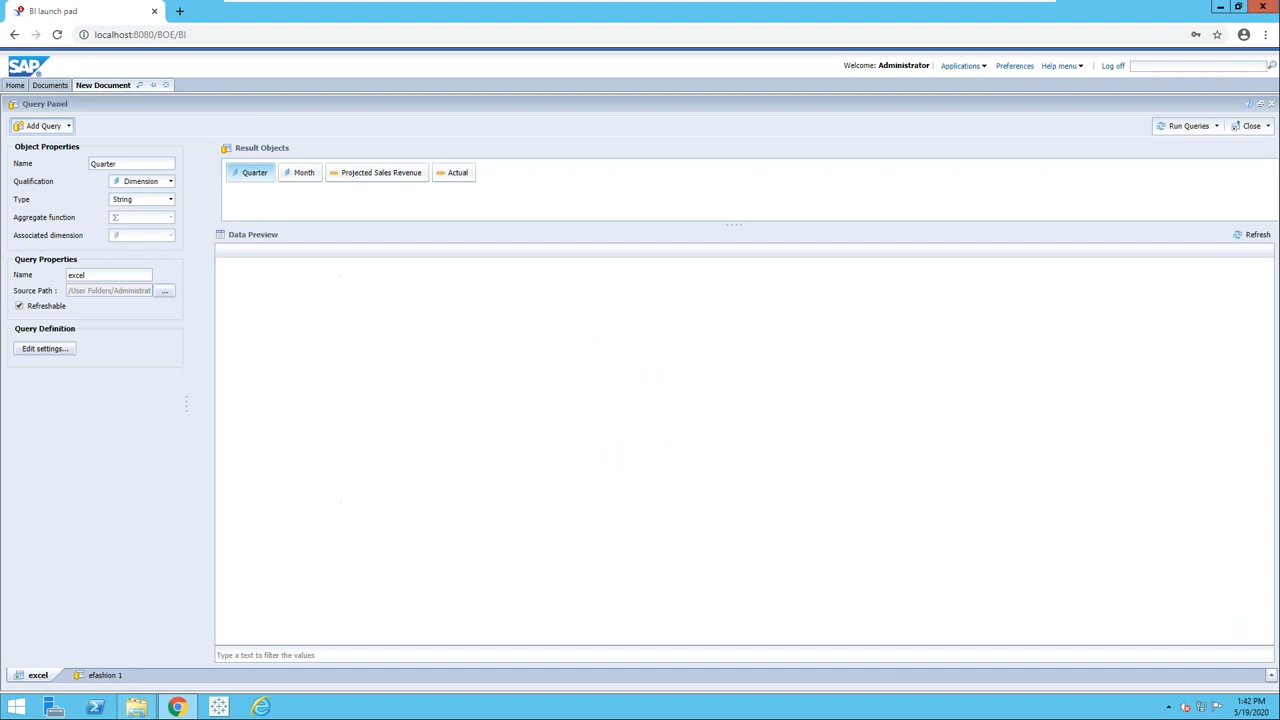 BI launch pad
localhost:8080/BOE/BI
SAP
Welcome: Administrator
Applications
Preferences
Help menu
Log off
Home
Documents
New Document
Query Panel
Add Query
Run Queries
Close
Object Properties
Name
Quarter
Qualification
Dimension
Type
String
Aggregate function
Associated dimension
Query Properties
Name
excel
Source Path :
/User Folders/Administrat
...
Refreshable
Query Definition
Edit settings...
Result Objects
Quarter
Month
Projected Sales Revenue
Actual
Data Preview
Refresh
Type a text to filter the values
excel
efashion 1
1:42 PM
5/19/2020